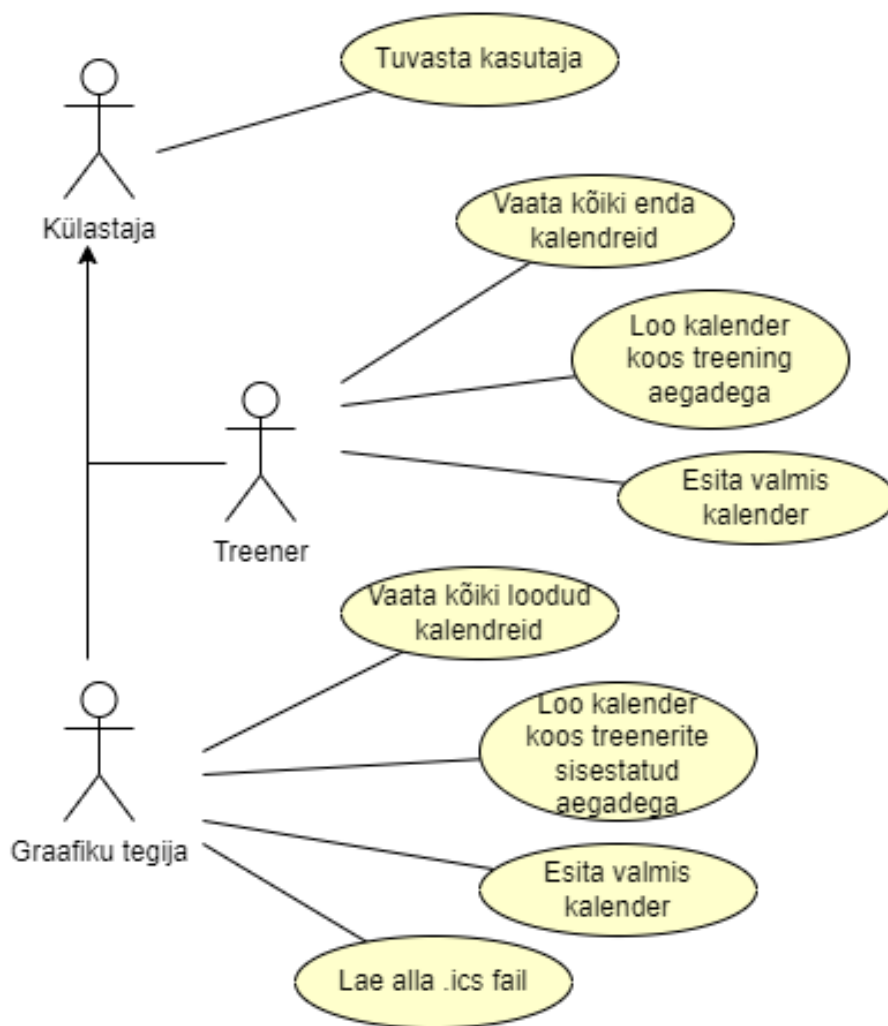 Tuvasta kasutaja
Külastaja
Vaata kõiki enda
kalendreid
Loo kalender
koos treening
aegadega
Esita valmis
kalender
Treener
Vaata kõiki loodud
kalendreid
Loo kalender
koos treenerite
sisestatud
aegadega
Graafiku tegija
Esita valmis
kalender
Lae alla .ics fail